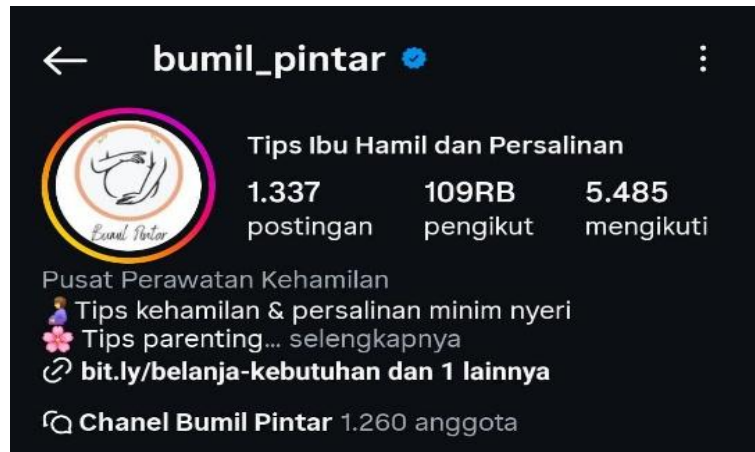 bumil_pintar
Tips Ibu Hamil dan Persalinan
1.337 109RB 5.485
postingan pengikut mengikuti
Bumil Pintar
Pusat Perawatan Kehamilan
🤰Tips kehamilan & persalinan minim nyeri
🌸 Tips parenting... selengkapnya
bit.ly/belanja-kebutuhan dan 1 lainnya
Chanel Bumil Pintar 1.260 anggota